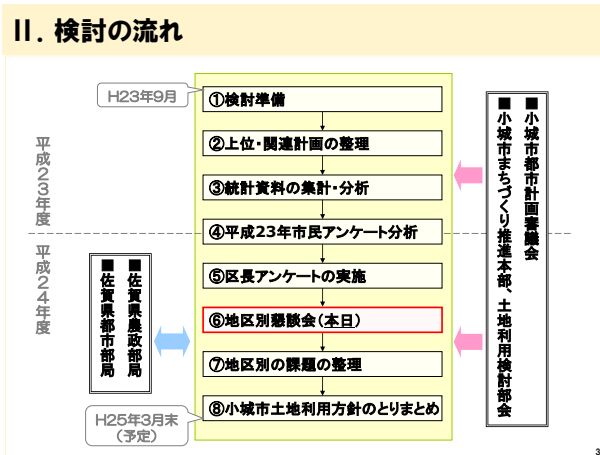 Ⅱ．検討の流れ
H23年9月
①検討準備
②上位・関連計画の整理
③統計資料の集計・分析
④平成23年市民アンケート分析
⑤区長アンケートの実施
⑥地区別懇談会（本日）
⑦地区別の課題の整理
⑧小城市土地利用方針のとりまとめ
平成23年度
平成24年度
■小城市都市計画審議会
■小城市まちづくり推進本部、土地利用検討部会
■佐賀県農政部局
■佐賀県都市部局
H25年3月末
（予定）
3